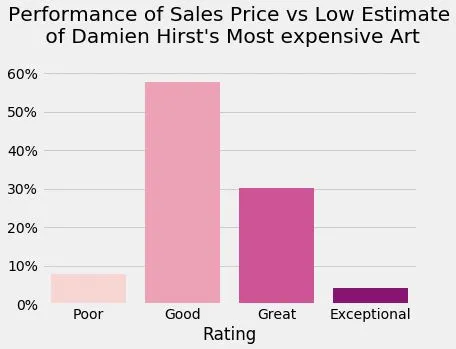 Performance of Sales Price vs Low Estimate
of Damien Hirst's Most expensive Art
60%
50%
40%
30%
20%
10%
0%
Poor Good Great Exceptional
Rating